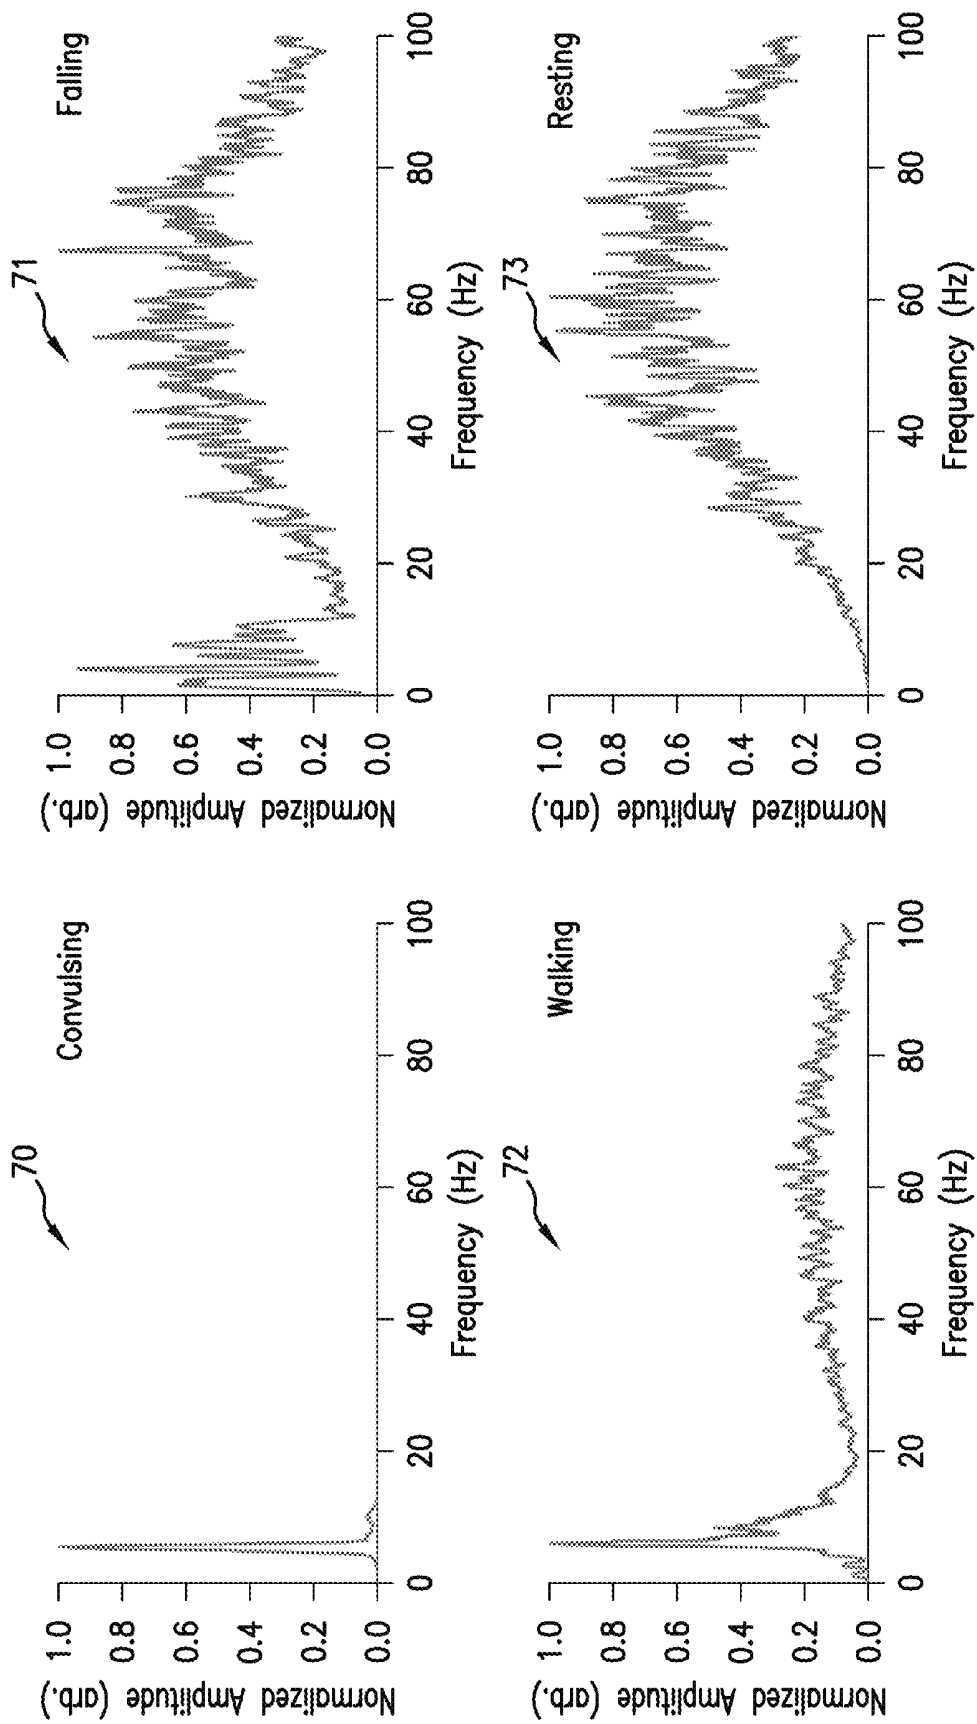 70
Convulsing
1.0
0.8
0.6
0.4
0.2
0.0
Normalized Amplitude (arb.)
0 20 40 60 80 100
Frequency (Hz)
72
Walking
1.0
0.8
0.6
0.4
0.2
0.0
Normalized Amplitude (arb.)
0 20 40 60 80 100
Frequency (Hz)
71
Falling
1.0
0.8
0.6
0.4
0.2
0.0
Normalized Amplitude (arb.)
0 20 40 60 80 100
Frequency (Hz)
73
Resting
1.0
0.8
0.6
0.4
0.2
0.0
Normalized Amplitude (arb.)
0 20 40 60 80 100
Frequency (Hz)